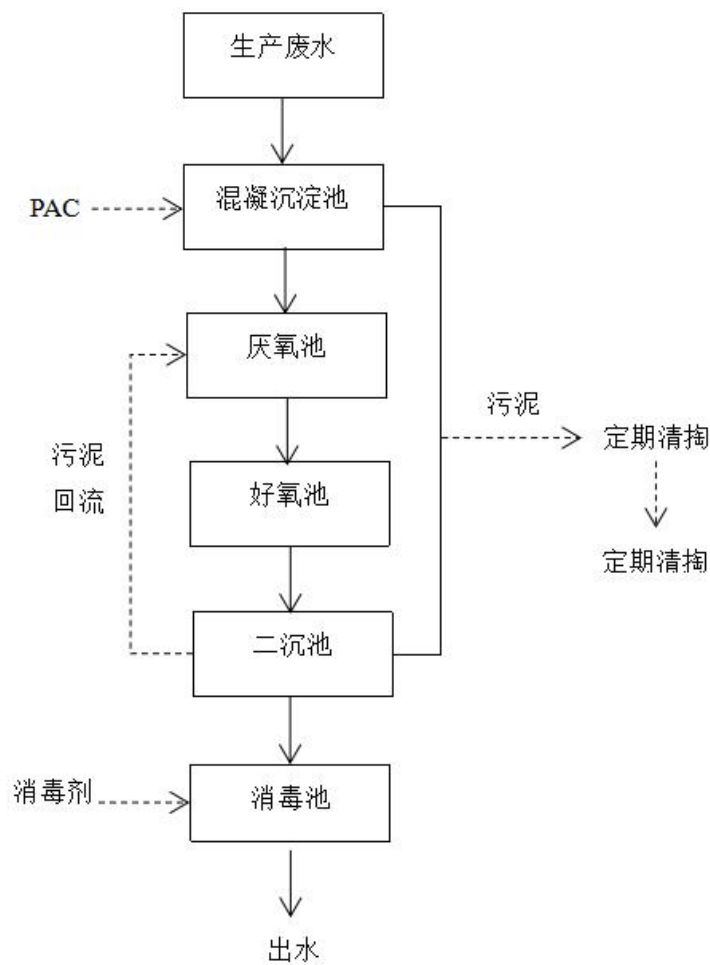 生产废水
PAC
混凝沉淀池
厌氧池
污泥
定期清掏
污泥
回流
好氧池
定期清掏
二沉池
消毒剂
消毒池
出水